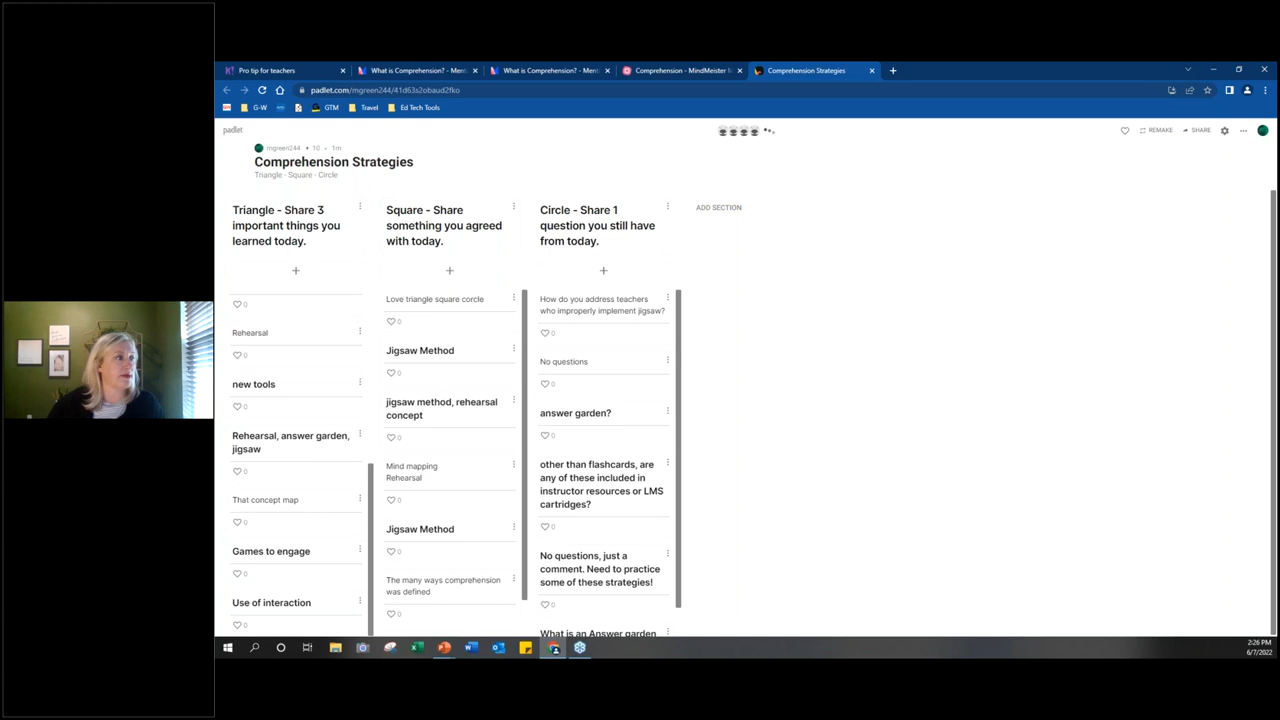 Pro tip for teachers
What is Comprehension? - Ment
What is Comprehension? - Ment
Comprehension - MindMeister M
Comprehension Strategies
padlet.com/mgreen244/41d63s2obaud2fko
G-W
GTM
Travel
Ed Tech Tools
padlet
REMAKE
SHARE
mgreen244 + 10 • 1m
Comprehension Strategies
Triangle - Square - Circle
Triangle - Share 3
important things you
learned today.
0
Rehearsal
0
new tools
0
Rehearsal, answer garden,
jigsaw
0
That concept map
0
Games to engage
0
Use of interaction
0
Square - Share
something you agreed
with today.
Love triangle square corcle
0
Jigsaw Method
0
jigsaw method, rehearsal
concept
0
Mind mapping
Rehearsal
0
Jigsaw Method
0
The many ways comprehension
was defined
0
Circle - Share 1
question you still have
from today.
How do you address teachers
who improperly implement jigsaw?
0
No questions
0
answer garden?
0
other than flashcards, are
any of these included in
instructor resources or LMS
cartridges?
0
No questions, just a
comment. Need to practice
some of these strategies!
0
What is an Answer garden
ADD SECTION
2:26 PM
6/7/2022